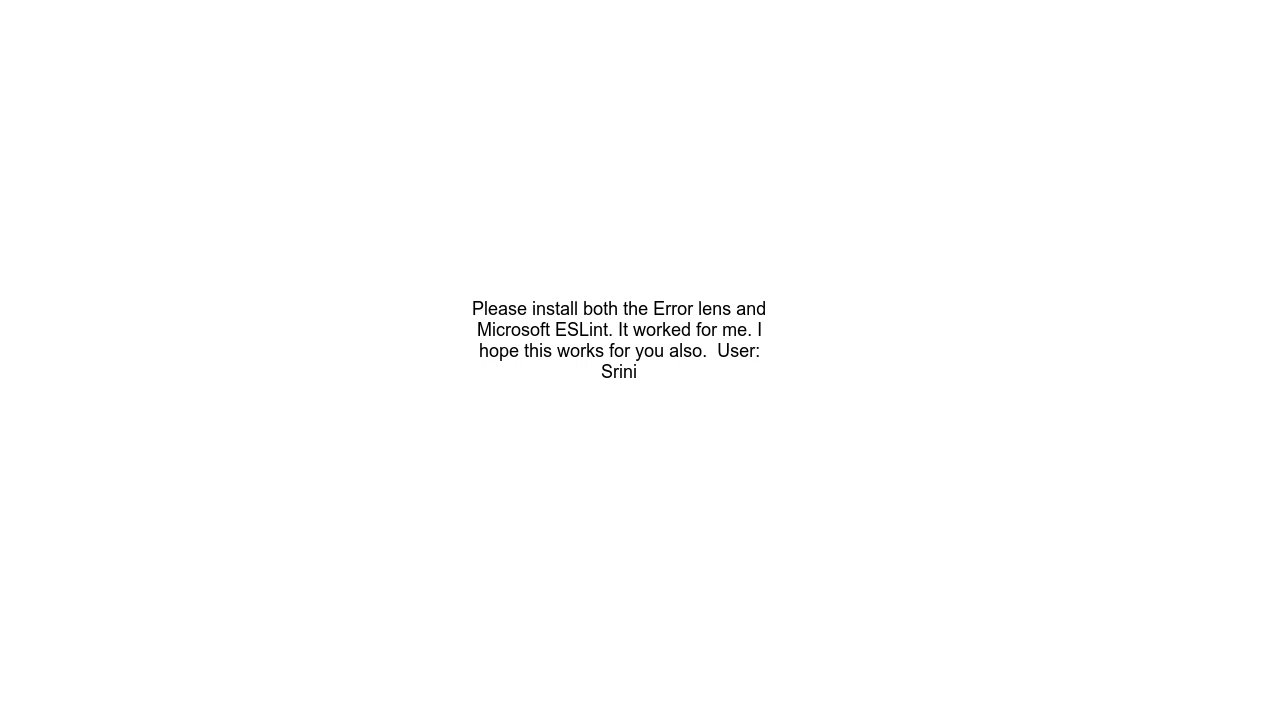 Please install both the Error lens and
Microsoft ESLint. It worked for me. I
hope this works for you also.  User:
Srini